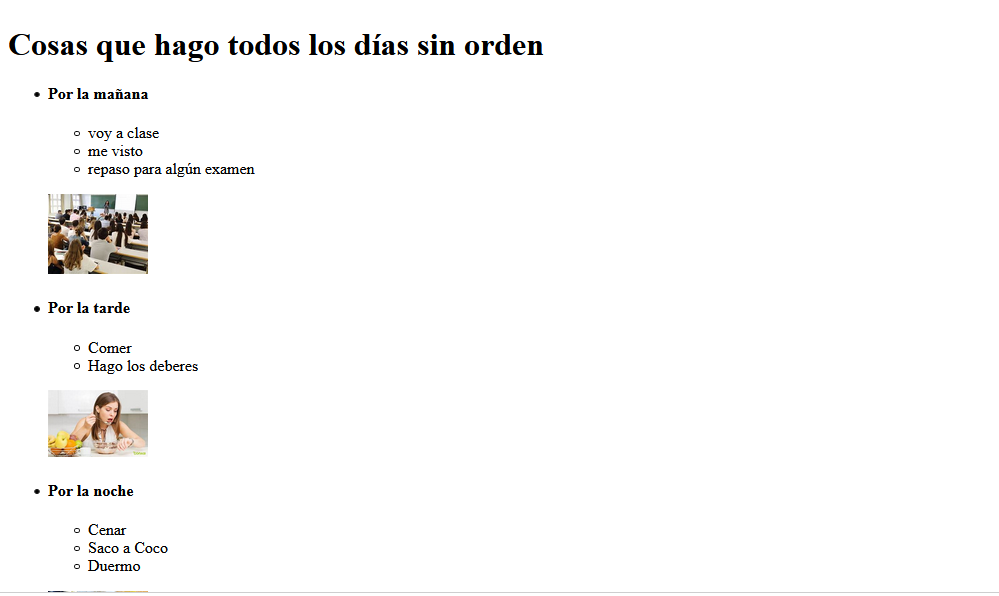 Cosas que hago todos los días sin orden
Por la mañana
voy a clase
me visto
repaso para algún examen
Por la tarde
Comer
Hago los deberes
Por la noche
Cenar
Saco a Coco
Duermo